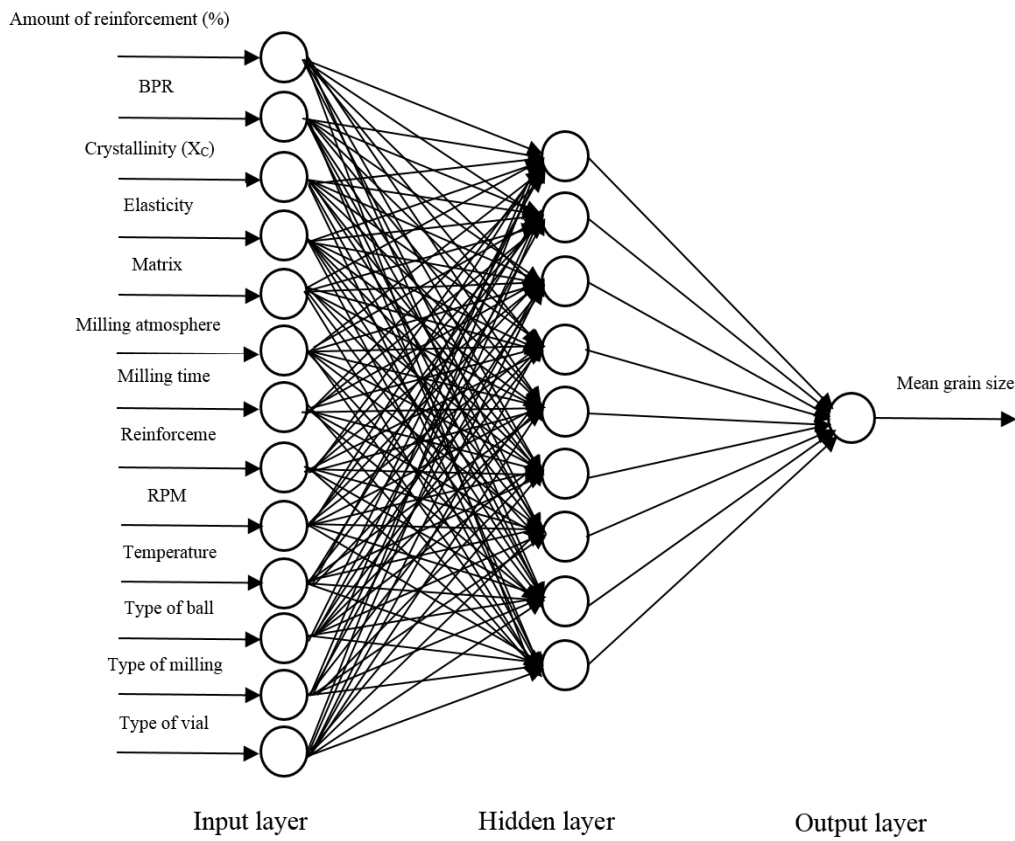 Amount of reinforcement (%)
BPR
Crystallinity (XC)
Elasticity
Matrix
Milling atmosphere
Milling time
Reinforceme
RPM
Temperature
Type of ball
Type of milling
Type of vial
Mean grain size
Input layer
Hidden layer
Output layer